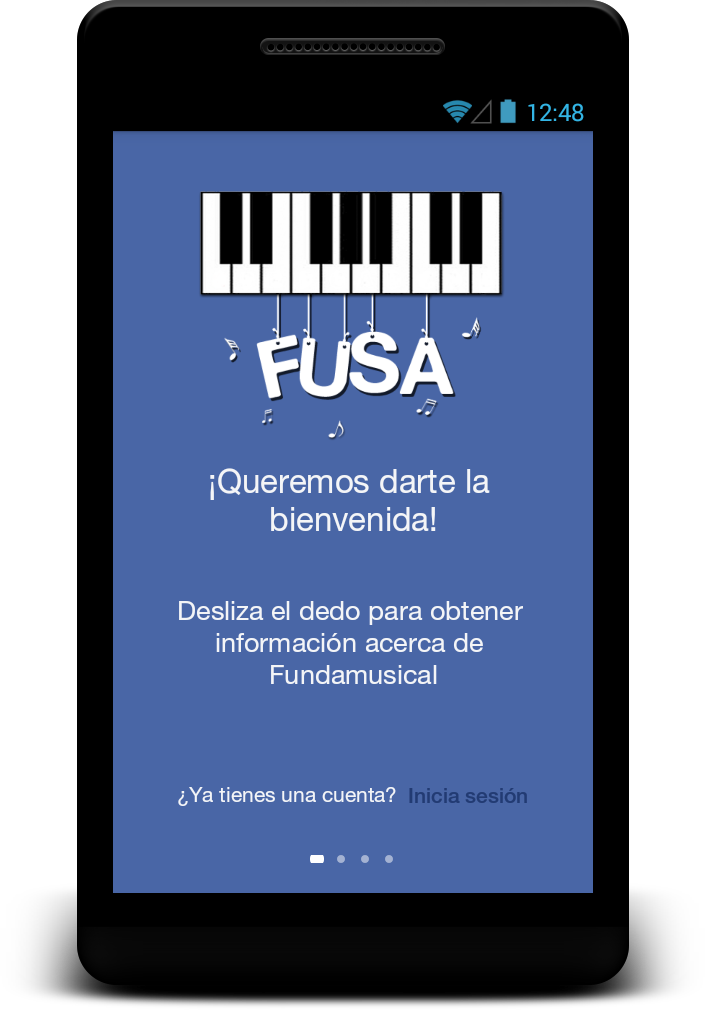 12:48
FUSA
¡Queremos darte la
bienvenida!
Desliza el dedo para obtener
información acerca de
Fundamusical
¿Ya tienes una cuenta? Inicia sesión